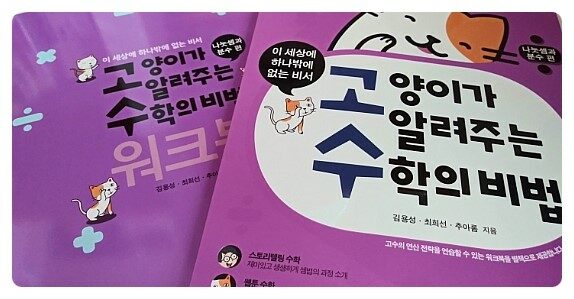 이 세상에 하나밖에 없는 비서
나눗셈과
분수 편
고양이가
알려주는
수학의 비법
워크북
김용성 · 최희선 · 추아롬
나눗셈과
분수 편
이 세상에
하나밖에
없는 비서
고양이가
알려주는
수학의 비법
김용성 · 최희선 · 추아롬 지음
고수의 연산 전략을 연습할 수 있는 워크북을 별책으로 제공합니다
스토리텔링 수학
재미있고 생생하게 셈법의 과정 소개
웹툰 수학